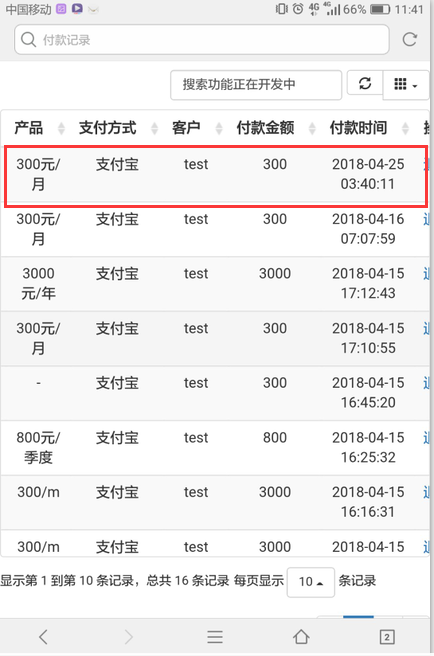 中国移动 4G 4G 66% 11:41
付款记录
搜索功能正在开发中
产品 支付方式 客户 付款金额 付款时间
300元/月 支付宝 test 300 2018-04-25 03:40:11
300元/月 支付宝 test 300 2018-04-16 07:07:59
3000元/年 支付宝 test 3000 2018-04-15 17:12:43
300元/月 支付宝 test 300 2018-04-15 17:10:55
- 支付宝 test 300 2018-04-15 16:45:20
800元/季度 支付宝 test 800 2018-04-15 16:25:32
300/m 支付宝 test 3000 2018-04-15 16:16:31
300/m 支付宝 test 3000 2018-04-15
显示第 1 到第 10 条记录，总共 16 条记录 每页显示 10 条记录
2